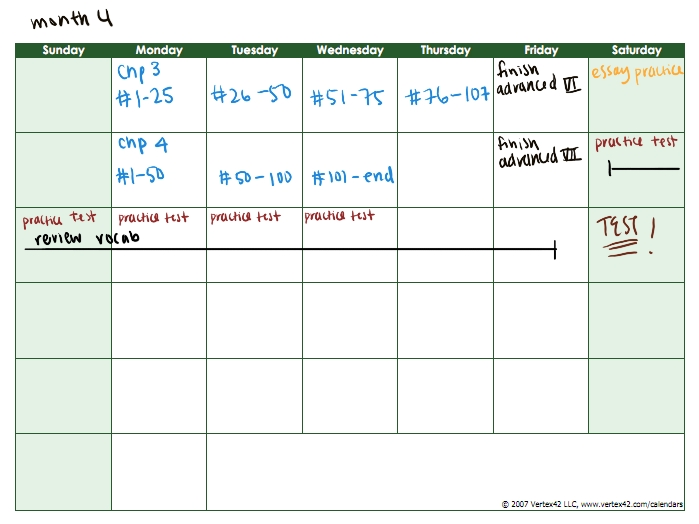 month 4
Sunday Monday Tuesday Wednesday Thursday Friday Saturday
Chp 3
#1-25
#26-50
#51-75
#76-107
finish
advanced VI
essay practice
Chp 4
#1-50
#50-100
#101-end
finish
advanced VII
practice test
practice test practice test practice test practice test
review vocab
TEST!
© 2007 Vertex42 LLC, www.vertex42.com/calendars